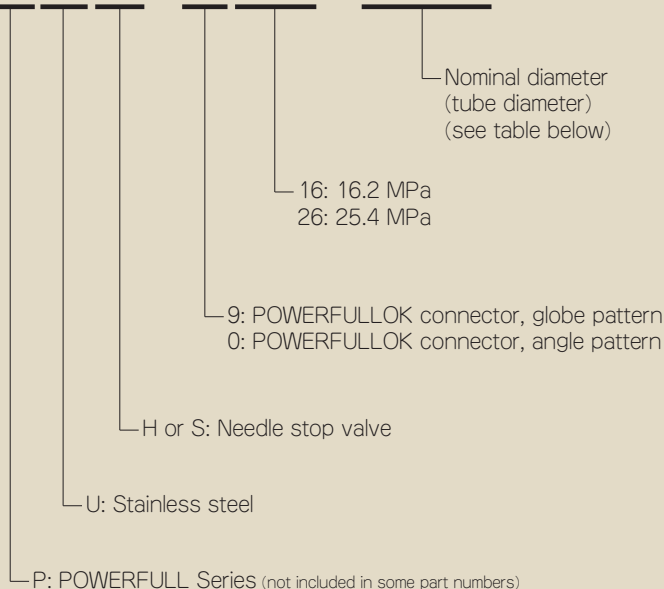 Nominal diameter
(tube diameter)
(see table below)
16: 16.2 MPa
26: 25.4 MPa
9: POWERFULLOK connector, globe pattern
0: POWERFULLOK connector, angle pattern
H or S: Needle stop valve
U: Stainless steel
P: POWERFULL Series (not included in some part numbers)